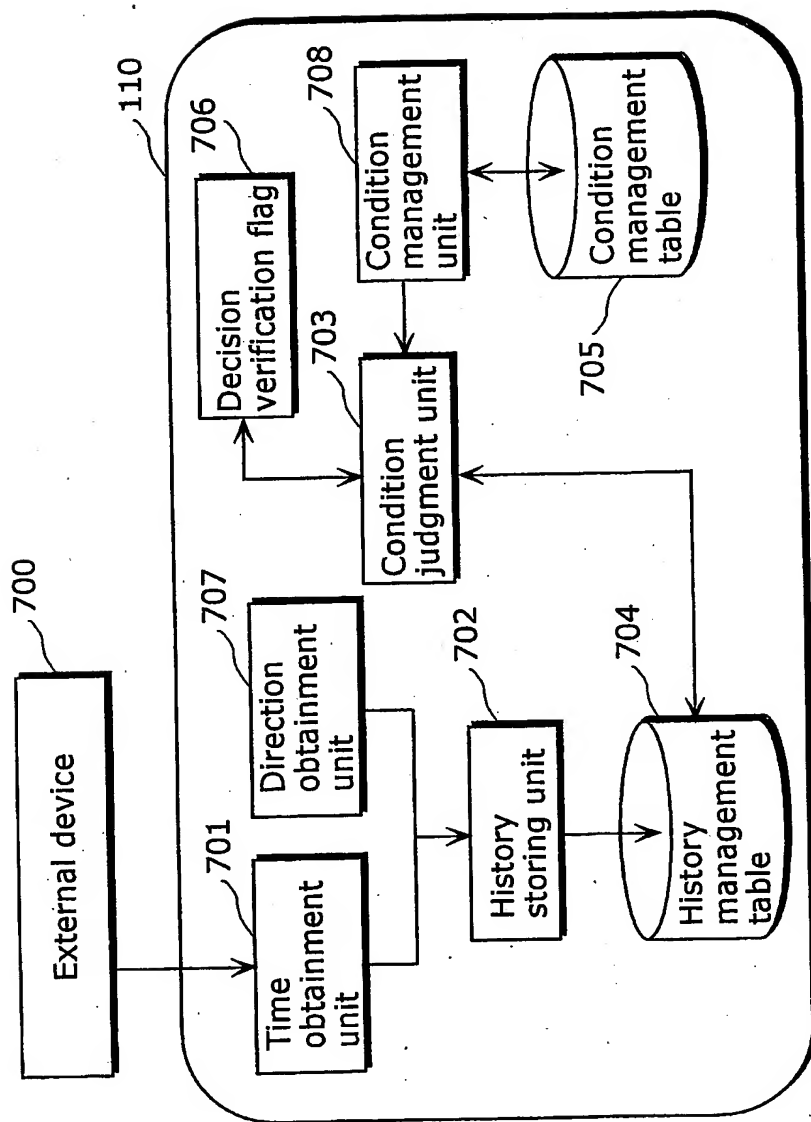 700
External device
110
701
Time
obtainment
unit
707
Direction
obtainment
unit
706
Decision
verification flag
703
Condition
judgment unit
708
Condition
management
unit
702
History
storing unit
704
History
management
table
705
Condition
management
table